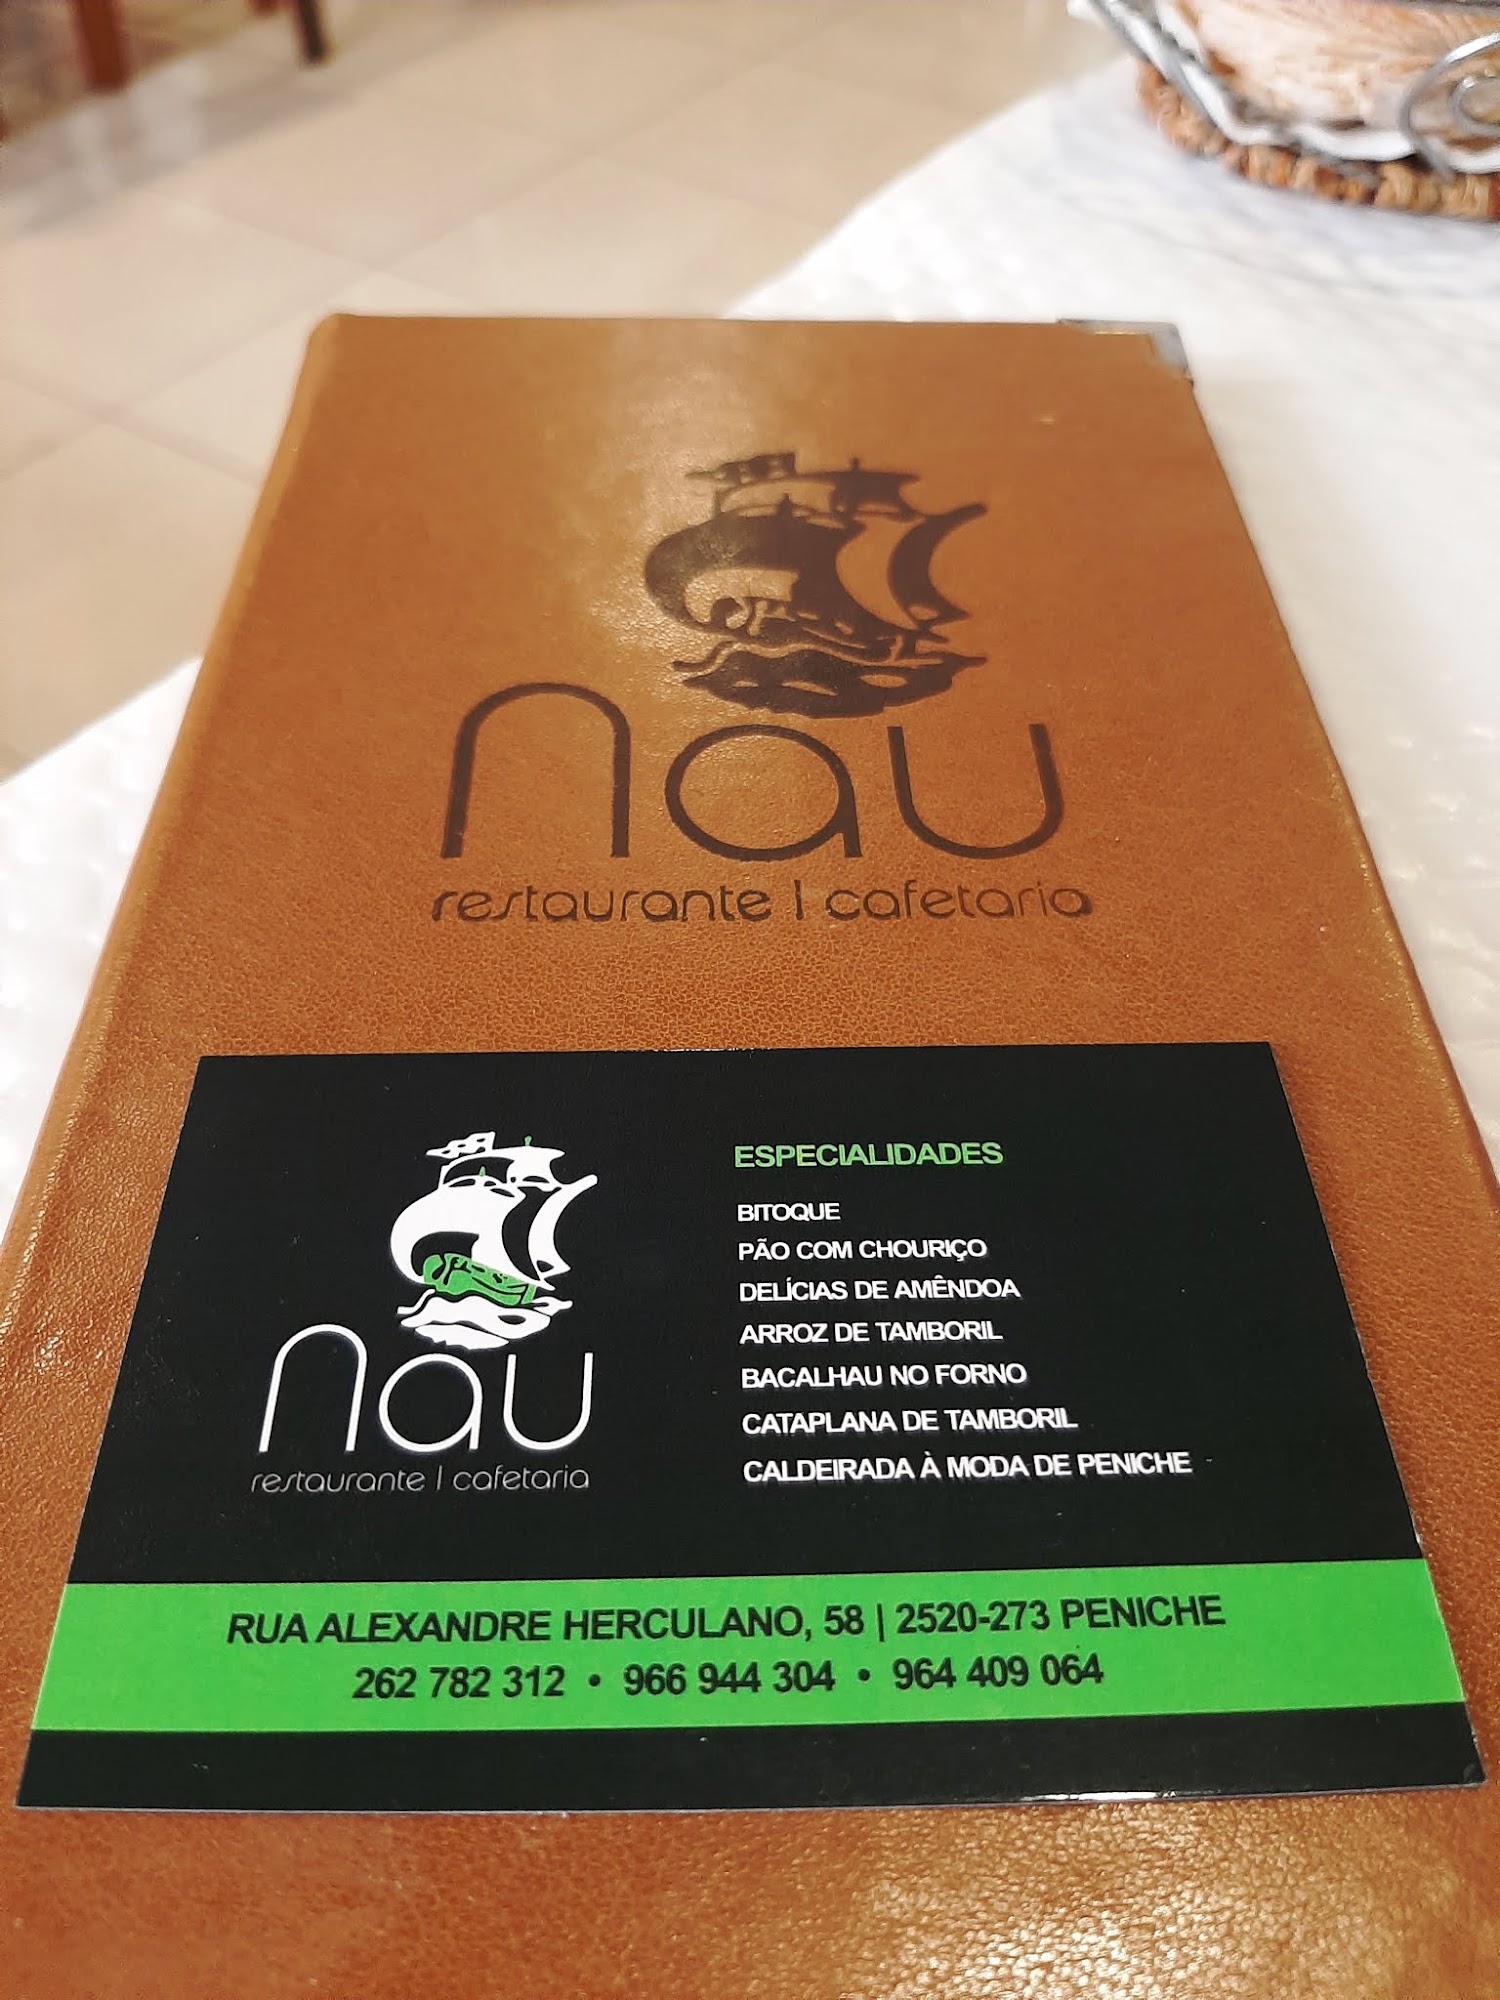 nau
restaurante | cafetaria
nau
restaurante | cafetaria
ESPECIALIDADES
BITOQUE
PÃO COM CHOURIÇO
DELÍCIAS DE AMÊNDOA
ARROZ DE TAMBORIL
BACALHAU NO FORNO
CATAPLANA DE TAMBORIL
CALDEIRADA À MODA DE PENICHE
RUA ALEXANDRE HERCULANO, 58 | 2520-273 PENICHE
262 782 312 • 966 944 304 • 964 409 064